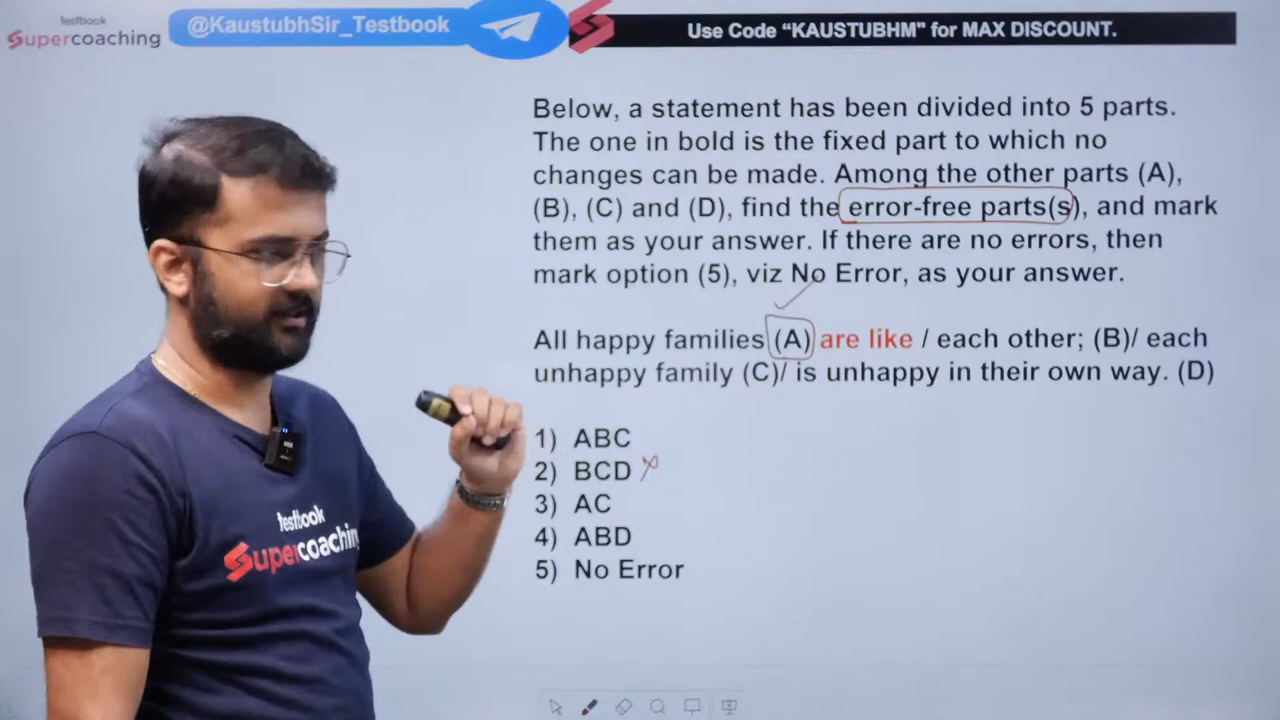 testbook
Supercoaching
@KaustubhSir_Testbook
Use Code “KAUSTUBHM” for MAX DISCOUNT.
Below, a statement has been divided into 5 parts.
The one in bold is the fixed part to which no
changes can be made. Among the other parts (A),
(B), (C) and (D), find the error-free parts(s), and mark
them as your answer. If there are no errors, then
mark option (5), viz No Error, as your answer.
All happy families (A) are like / each other; (B)/ each
unhappy family (C)/ is unhappy in their own way. (D)
1) ABC
2) BCD
3) AC
4) ABD
5) No Error
testbook
Supercoaching